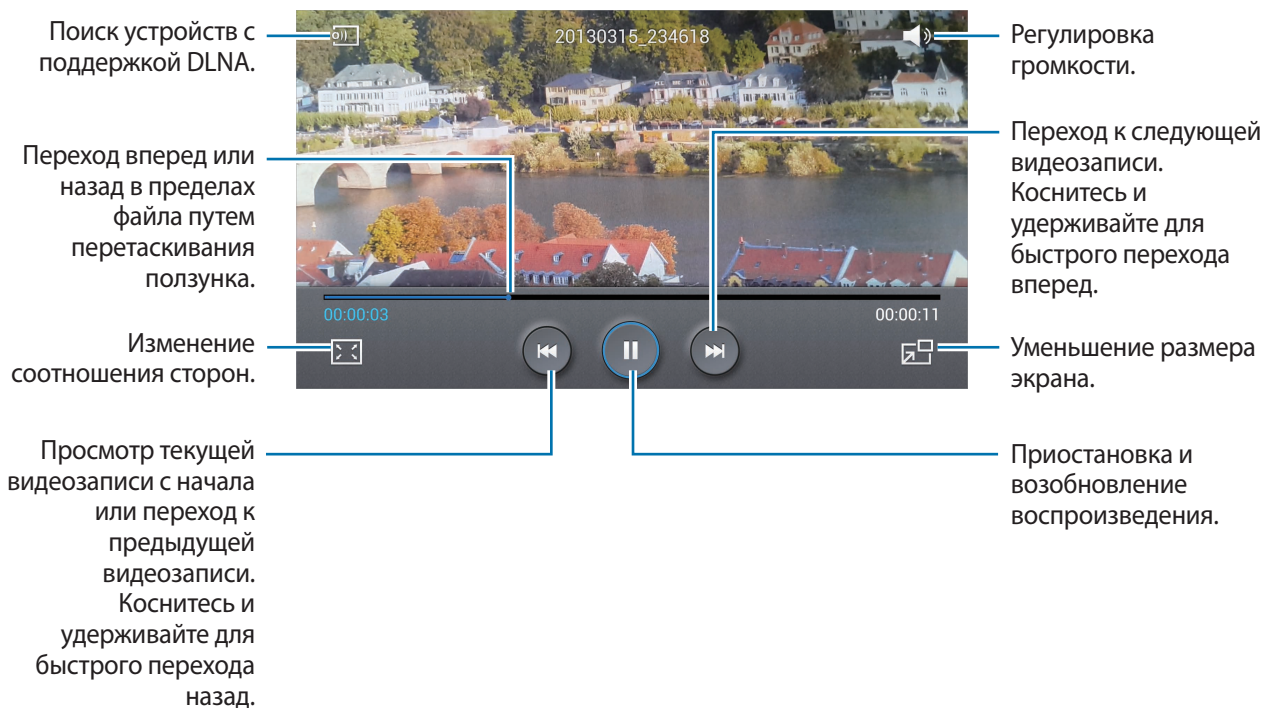 Поиск устройств с
поддержкой DLNA.
20130315_234618
Регулировка
громкости.
Переход вперед или
назад в пределах
файла путем
перетаскивания
ползунка.
Переход к следующей
видеозаписи.
Коснитесь и
удерживайте для
быстрого перехода
вперед.
00:00:03
00:00:11
Изменение
соотношения сторон.
Уменьшение размера
экрана.
Просмотр текущей
видеозаписи с начала
или переход к
предыдущей
видеозаписи.
Коснитесь и
удерживайте для
быстрого перехода
назад.
Приостановка и
возобновление
воспроизведения.